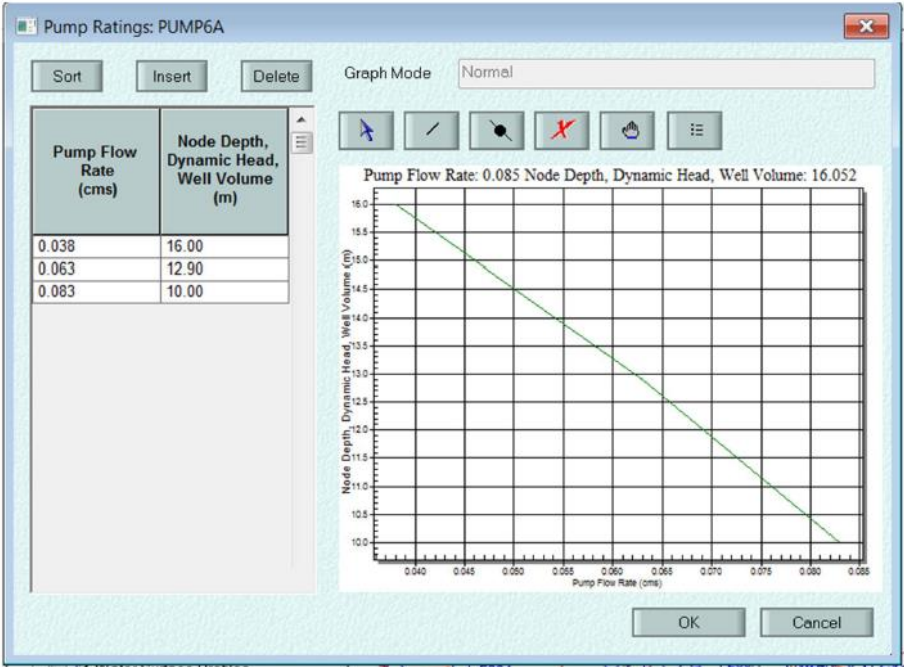 Pump Ratings: PUMP6A
Sort Insert Delete
Graph Mode Normal
Pump Flow
Rate
(cms)
Node Depth,
Dynamic Head,
Well Volume
(m)
0.038 16.00
0.063 12.90
0.083 10.00
Pump Flow Rate: 0.085 Node Depth, Dynamic Head, Well Volume: 16.052
Node Depth, Dynamic Head, Well Volume (m)
16.0
15.5
15.0
14.5
14.0
13.5
13.0
12.5
12.0
11.5
11.0
10.5
10.0
0.040 0.045 0.050 0.055 0.060 0.065 0.070 0.075 0.080 0.085
Pump Flow Rate (cms)
OK Cancel